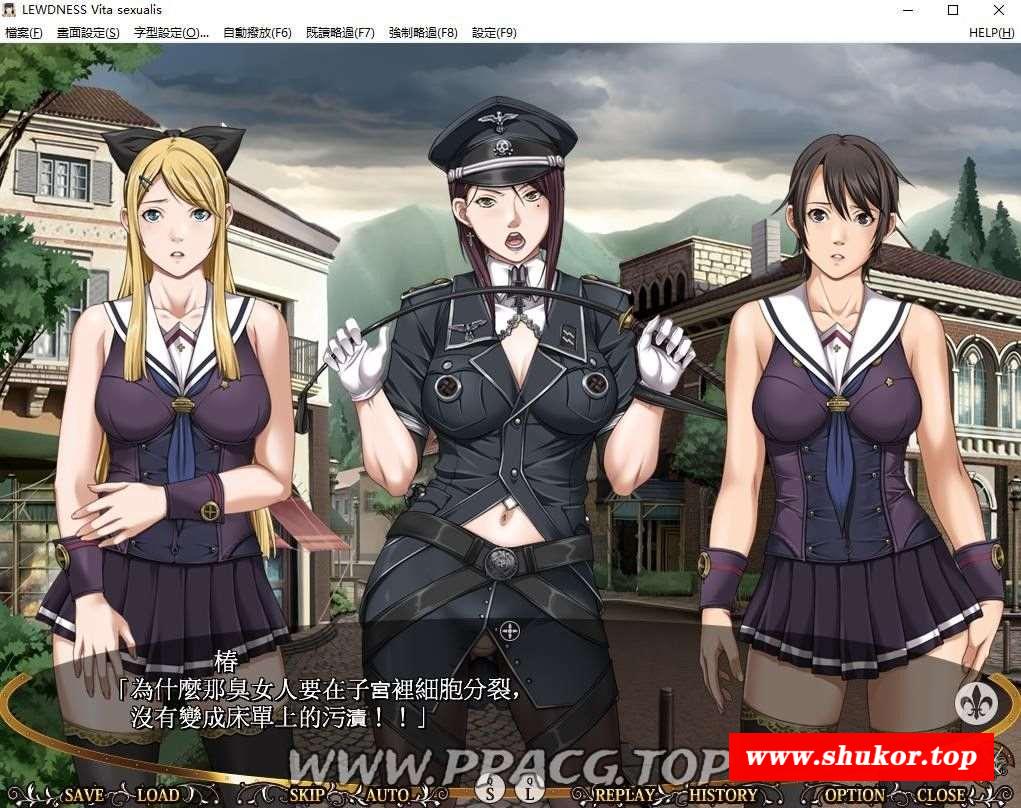 LEWDNESS Vita sexualis
檔案(F) 畫面設定(S) 字型設定(O)... 自動撥放(F6) 既讀略過(F7) 強制略過(F8) 設定(F9) HELP(H)
椿
「為什麼那臭女人要在子宮裡細胞分裂，
沒有變成床單上的污漬！！」
WWW.PPACG.TOP
www.shukor.top
SAVE LOAD SKIP AUTO Q S Q L REPLAY HISTORY OPTION CLOSE